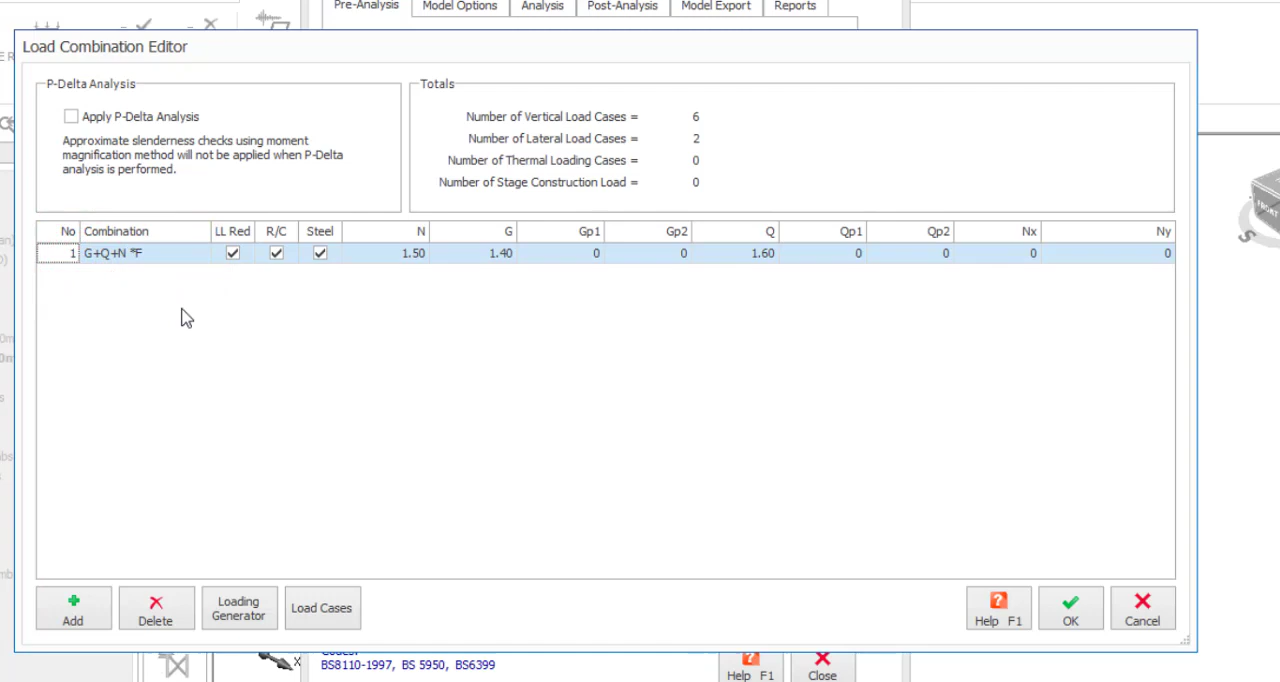 Pre-Analysis Model Options Analysis Post-Analysis Model Export Reports
Load Combination Editor
P-Delta Analysis
Apply P-Delta Analysis
Approximate slenderness checks using moment
magnification method will not be applied when P-Delta
analysis is performed.
Totals
Number of Vertical Load Cases = 6
Number of Lateral Load Cases = 2
Number of Thermal Loading Cases = 0
Number of Stage Construction Load = 0
No Combination LL Red R/C Steel N G Gp1 Gp2 Q Qp1 Qp2 Nx Ny
1 G+Q+N *F 1.50 1.40 0 0 1.60 0 0 0 0
FRONT
S
Add
Delete
Loading
Generator
Load Cases
Help F1
OK
Cancel
X
BS8110-1997, BS 5950, BS6399
Help F1
Close